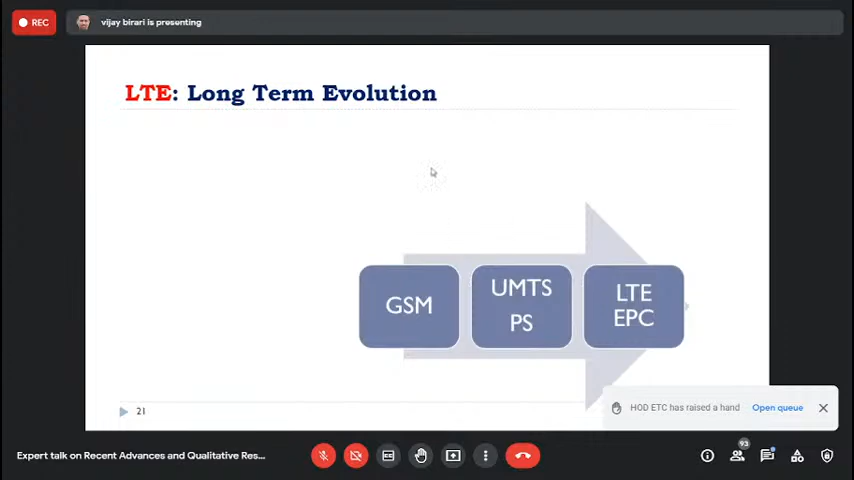 REC
vijay birari is presenting
LTE: Long Term Evolution
GSM
UMTS
PS
LTE
EPC
21
HOD ETC has raised a hand
Open queue
93
Expert talk on Recent Advances and Qualitative Res...